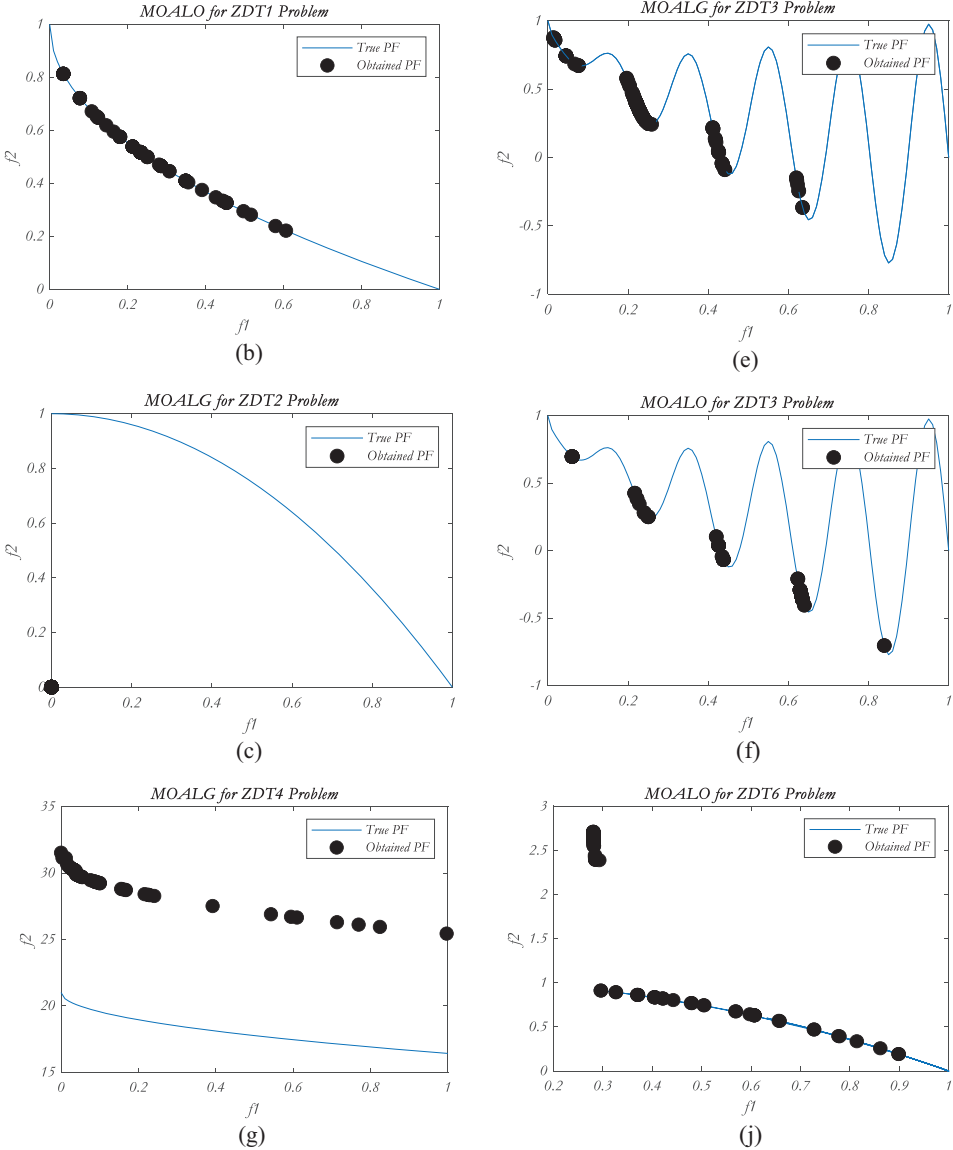 MOALO for ZDT1 Problem
1
0.8
0.6
0.4
0.2
0
f2
True PF
Obtained PF
0 0.2 0.4 0.6 0.8 1
f1
(b)
MOALG for ZDT3 Problem
1
0.5
0
-0.5
-1
f2
True PF
Obtained PF
0 0.2 0.4 0.6 0.8 1
f1
(e)
MOALG for ZDT2 Problem
1
0.8
0.6
0.4
0.2
0
f2
True PF
Obtained PF
0 0.2 0.4 0.6 0.8 1
f1
(c)
MOALO for ZDT3 Problem
1
0.5
0
-0.5
-1
f2
True PF
Obtained PF
0 0.2 0.4 0.6 0.8 1
f1
(f)
MOALG for ZDT4 Problem
35
30
25
20
15
f2
True PF
Obtained PF
0 0.2 0.4 0.6 0.8 1
f1
(g)
MOALO for ZDT6 Problem
3
2.5
2
1.5
1
0.5
0
f2
True PF
Obtained PF
0.2 0.3 0.4 0.5 0.6 0.7 0.8 0.9 1
f1
(j)